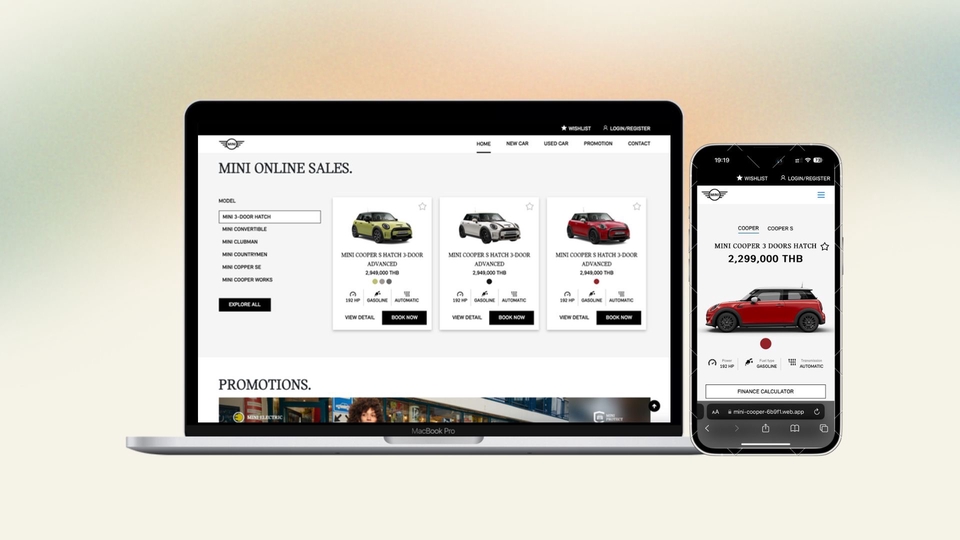 WISHLIST
LOGIN/REGISTER
MINI
HOME
NEW CAR
USED CAR
PROMOTION
CONTACT
MINI ONLINE SALES.
MODEL
MINI 3-DOOR HATCH
MINI CONVERTIBLE
MINI CLUBMAN
MINI COUNTRYMEN
MINI COPPER SE
MINI COOPER WORKS
EXPLORE ALL
MINI COOPER S HATCH 3-DOOR
ADVANCED
2,949,000 THB
192 HP
GASOLINE
AUTOMATIC
VIEW DETAIL
BOOK NOW
MINI COOPER S HATCH 3-DOOR
ADVANCED
2,949,000 THB
192 HP
GASOLINE
AUTOMATIC
VIEW DETAIL
BOOK NOW
MINI COOPER S HATCH 3-DOOR
ADVANCED
2,949,000 THB
192 HP
GASOLINE
AUTOMATIC
VIEW DETAIL
BOOK NOW
PROMOTIONS.
MINI ELECTRIC
MINI
MacBook Pro
19:19
WISHLIST
LOGIN/REGISTER
MINI
COOPER
COOPER S
MINI COOPER 3 DOORS HATCH
2,299,000 THB
Power
192 HP
Fuel type
GASOLINE
Transmission
AUTOMATIC
FINANCE CALCULATOR
AA
mini-cooper-6b9f1.web.app